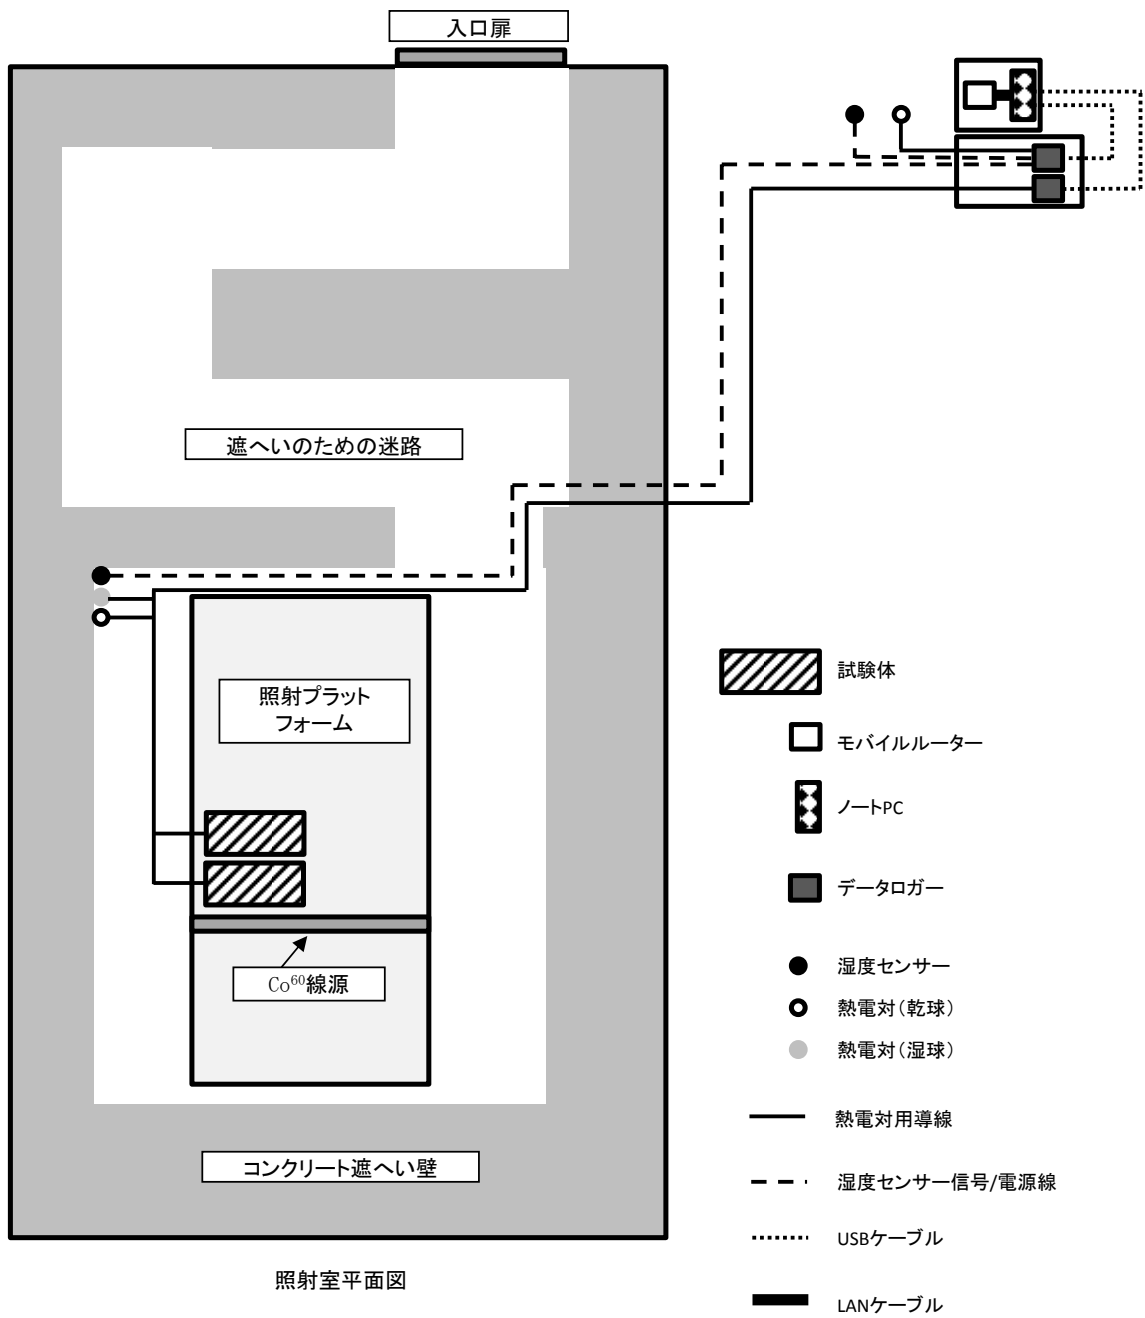 入口扉
遮へいのための迷路
照射プラット
フォーム
Co⁶⁰線源
コンクリート遮へい壁
照射室平面図
試験体
モバイルルーター
ノートPC
データロガー
湿度センサー
熱電対（乾球）
熱電対（湿球）
熱電対用導線
湿度センサー信号/電源線
USBケーブル
LANケーブル